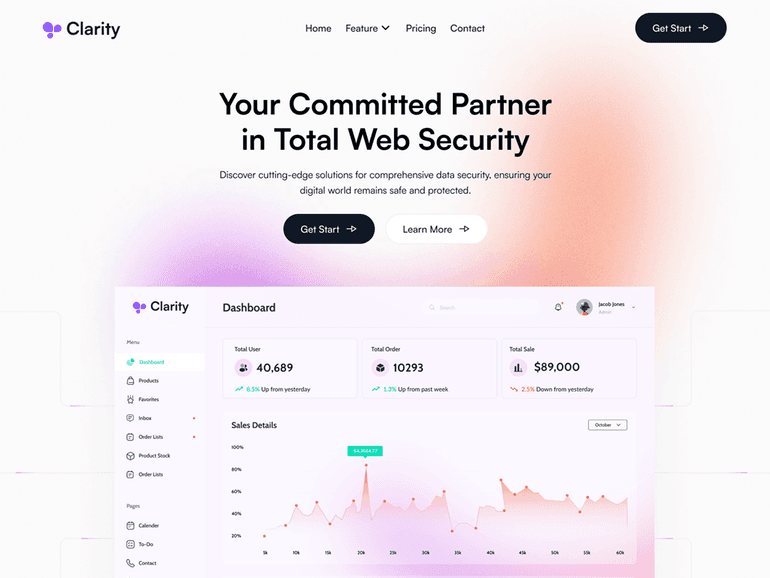 Clarity
Home Feature Pricing Contact
Get Start
Your Committed Partner
in Total Web Security
Discover cutting-edge solutions for comprehensive data security, ensuring your
digital world remains safe and protected.
Get Start
Learn More
Clarity
Dashboard
Search
Jacob Jones
Admin
Menu
Dashboard
Products
Favorites
Inbox
Order Lists
Product Stock
Order Lists
Pages
Calender
To-Do
Contact
Total User
40,689
8.5% Up from yesterday
Total Order
10293
1.3% Up from past week
Total Sale
$89,000
2.5% Down from yesterday
Sales Details
October
100%
80%
60%
40%
20%
5k 10k 15k 20k 25k 30k 35k 40k 45k 50k 55k 60k